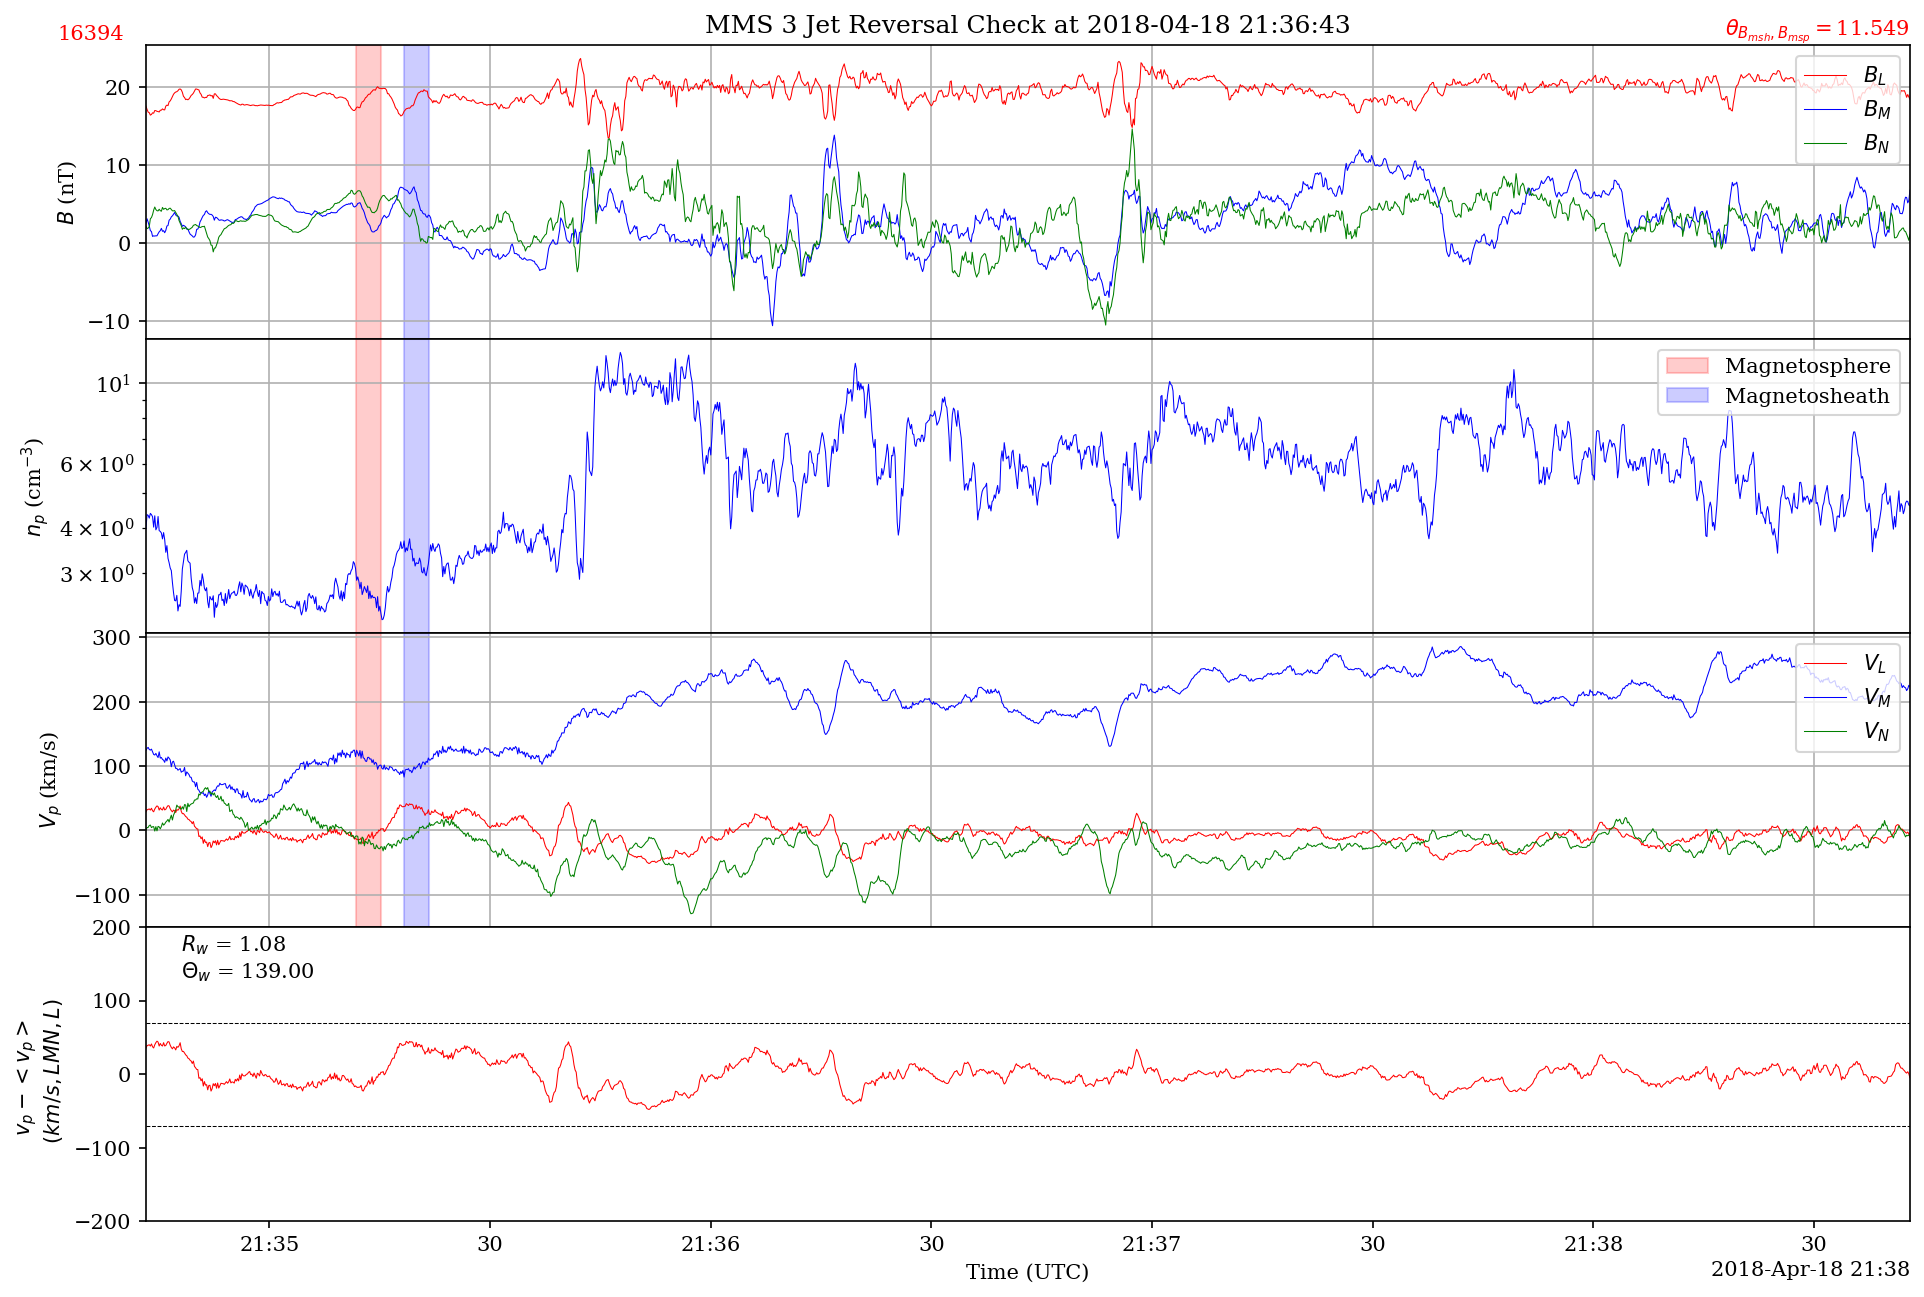 MMS 3 Jet Reversal Check at 2018-04-18 21:36:43
16394
θ_{B_{msh}, B_{msp}} = 11.549
20
10
0
−10
B (nT)
B_L
B_M
B_N
10^1
6 × 10^0
4 × 10^0
3 × 10^0
n_p (cm^{−3})
Magnetosphere
Magnetosheath
300
200
100
0
−100
V_p (km/s)
V_L
V_M
V_N
200
100
0
−100
−200
v_p − <v_p>
(km/s, LMN, L)
R_w = 1.08
Θ_w = 139.00
21:35 30 21:36 30 21:37 30 21:38 30
Time (UTC)
2018-Apr-18 21:38